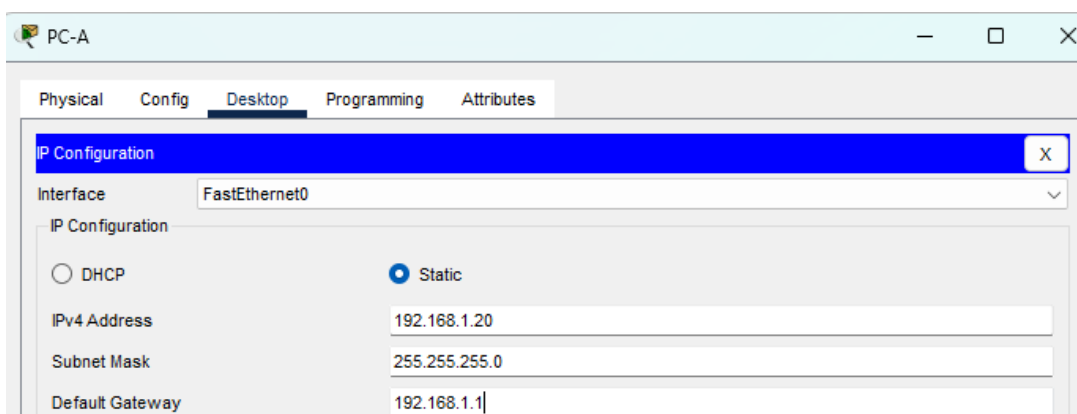 PC-A
Physical Config Desktop Programming Attributes
IP Configuration X
Interface FastEthernet0
IP Configuration
DHCP Static
IPv4 Address 192.168.1.20
Subnet Mask 255.255.255.0
Default Gateway 192.168.1.1